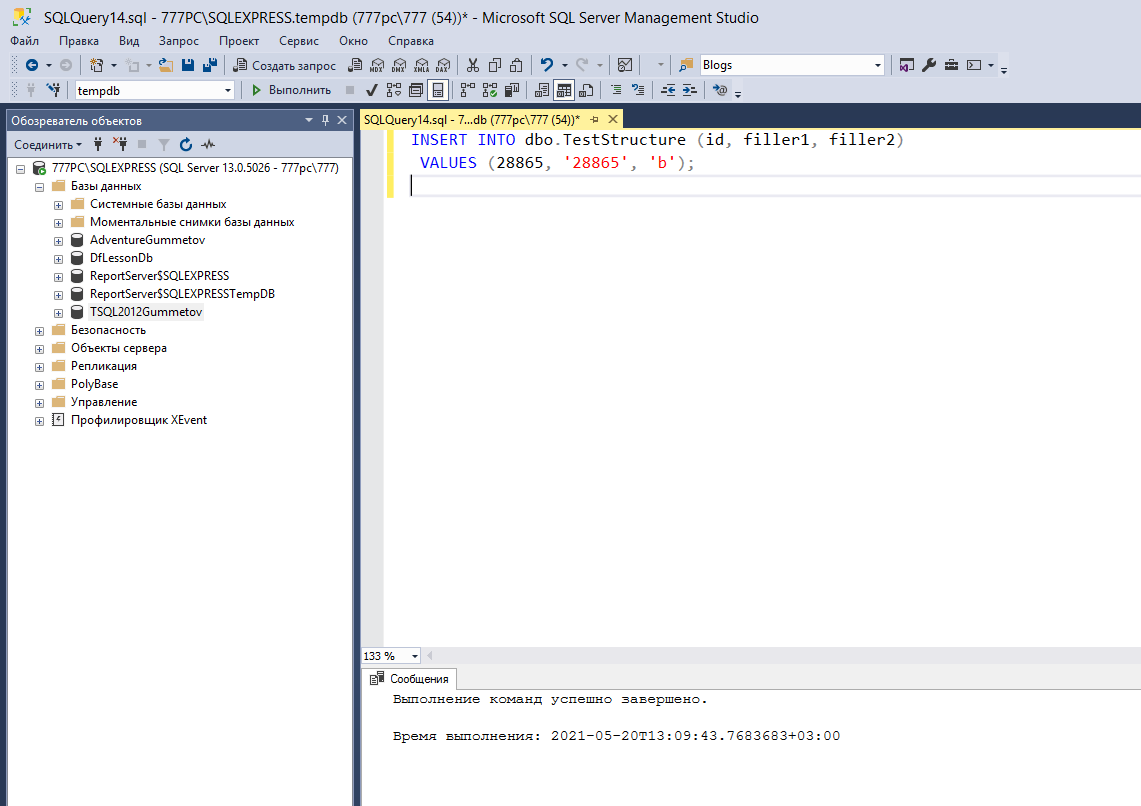 SQLQuery14.sql - 777PC\SQLEXPRESS.tempdb (777pc\777 (54))* - Microsoft SQL Server Management Studio
Файл Правка Вид Запрос Проект Сервис Окно Справка
Создать запрос MDX DMX XMLA DAX Blogs
tempdb Выполнить
Обозреватель объектов
Соединить
777PC\SQLEXPRESS (SQL Server 13.0.5026 - 777pc\777)
Базы данных
Системные базы данных
Моментальные снимки базы данных
AdventureGummetov
DfLessonDb
ReportServer$SQLEXPRESS
ReportServer$SQLEXPRESSTempDB
TSQL2012Gummetov
Безопасность
Объекты сервера
Репликация
PolyBase
Управление
Профилировщик XEvent
SQLQuery14.sql - 7...db (777pc\777 (54))*
INSERT INTO dbo.TestStructure (id, filler1, filler2)
VALUES (28865, '28865', 'b');
133 %
Сообщения
Выполнение команд успешно завершено.
Время выполнения: 2021-05-20T13:09:43.7683683+03:00